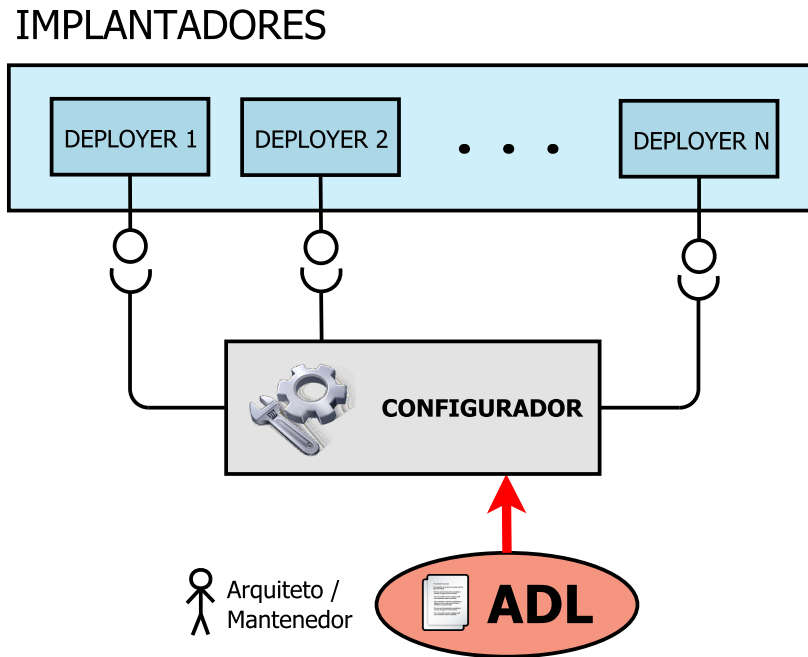 IMPLANTADORES
DEPLOYER 1
DEPLOYER 2
. . .
DEPLOYER N
CONFIGURADOR
Arquiteto /
Mantenedor
ADL